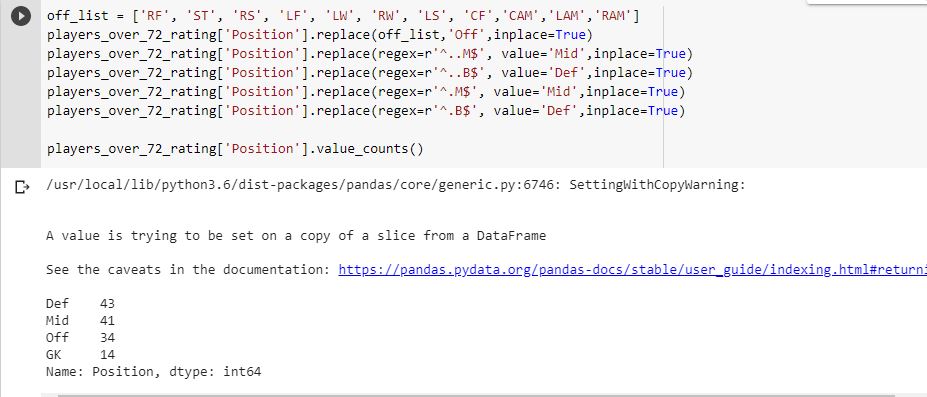 off_list = ['RF', 'ST', 'RS', 'LF', 'LW', 'RW', 'LS', 'CF','CAM','LAM','RAM']
players_over_72_rating['Position'].replace(off_list,'Off',inplace=True)
players_over_72_rating['Position'].replace(regex=r'^..M$', value='Mid',inplace=True)
players_over_72_rating['Position'].replace(regex=r'^..B$', value='Def',inplace=True)
players_over_72_rating['Position'].replace(regex=r'^.M$', value='Mid',inplace=True)
players_over_72_rating['Position'].replace(regex=r'^.B$', value='Def',inplace=True)
players_over_72_rating['Position'].value_counts()
/usr/local/lib/python3.6/dist-packages/pandas/core/generic.py:6746: SettingWithCopyWarning:
A value is trying to be set on a copy of a slice from a DataFrame
See the caveats in the documentation: https://pandas.pydata.org/pandas-docs/stable/user_guide/indexing.html#returni
Def 43
Mid 41
Off 34
GK 14
Name: Position, dtype: int64